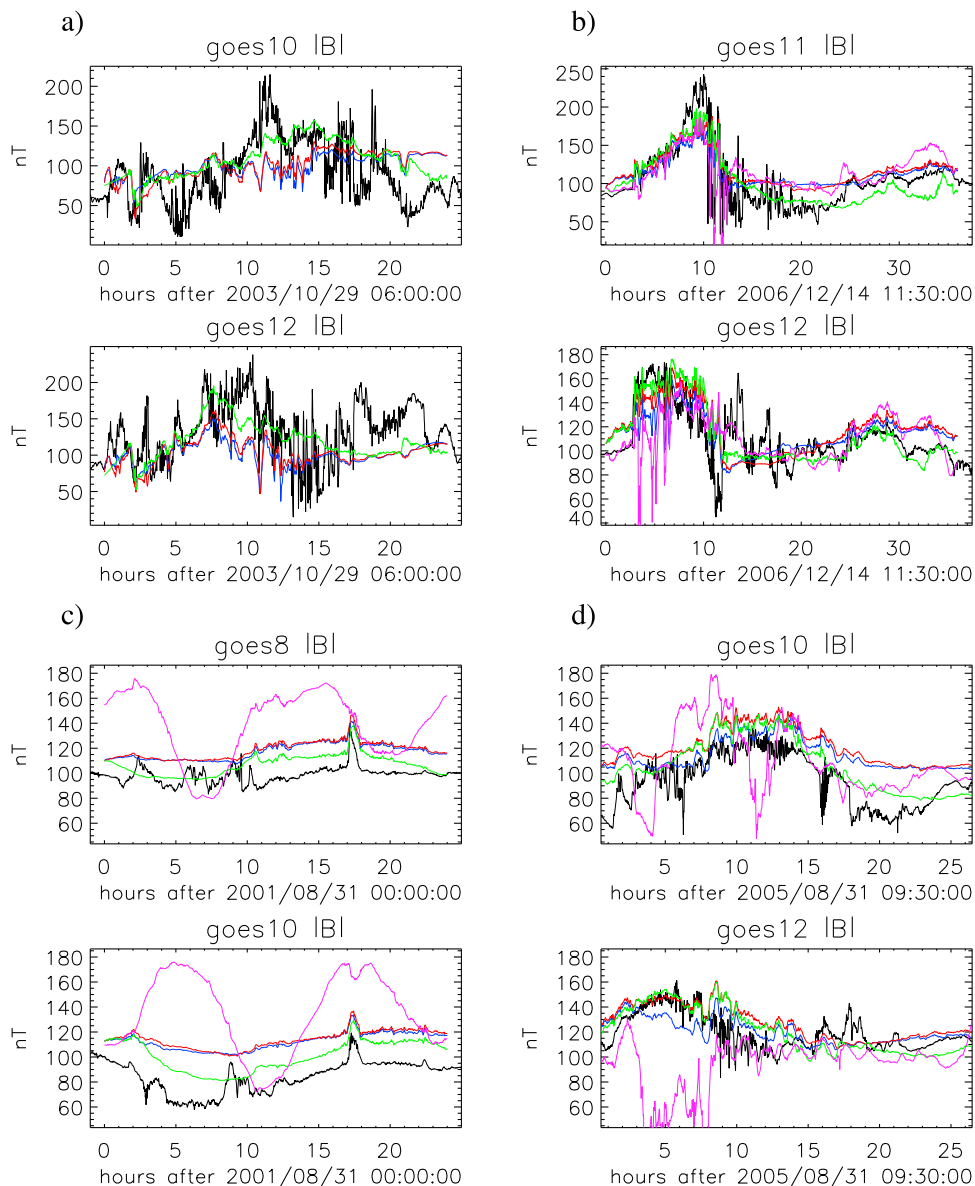 a)
goes10 |B|
200
150
100
50
nT
0 5 10 15 20
hours after 2003/10/29 06:00:00
goes12 |B|
200
150
100
50
nT
0 5 10 15 20
hours after 2003/10/29 06:00:00
b)
goes11 |B|
250
200
150
100
50
nT
0 10 20 30
hours after 2006/12/14 11:30:00
goes12 |B|
180
160
140
120
100
80
60
40
nT
0 10 20 30
hours after 2006/12/14 11:30:00
c)
goes8 |B|
180
160
140
120
100
80
60
nT
0 5 10 15 20
hours after 2001/08/31 00:00:00
goes10 |B|
180
160
140
120
100
80
60
nT
0 5 10 15 20
hours after 2001/08/31 00:00:00
d)
goes10 |B|
180
160
140
120
100
80
60
nT
5 10 15 20 25
hours after 2005/08/31 09:30:00
goes12 |B|
180
160
140
120
100
80
60
nT
5 10 15 20 25
hours after 2005/08/31 09:30:00